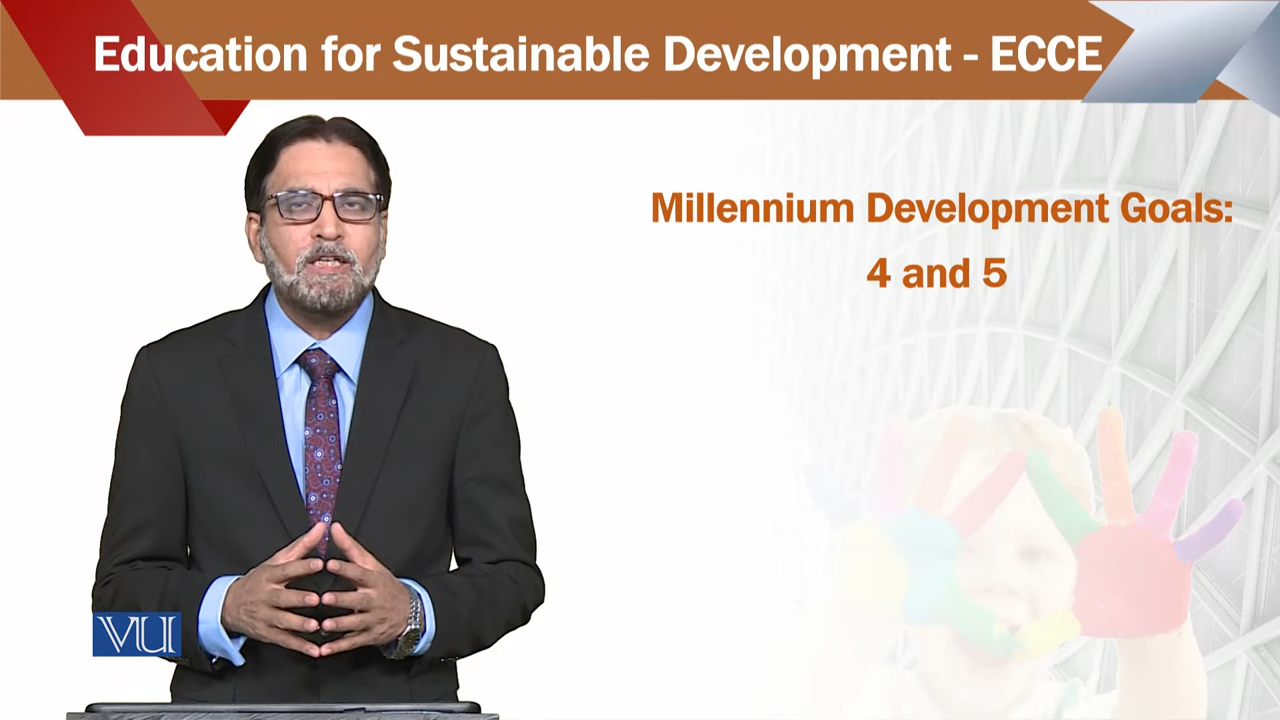 Education for Sustainable Development - ECCE
Millennium Development Goals:
4 and 5
VU